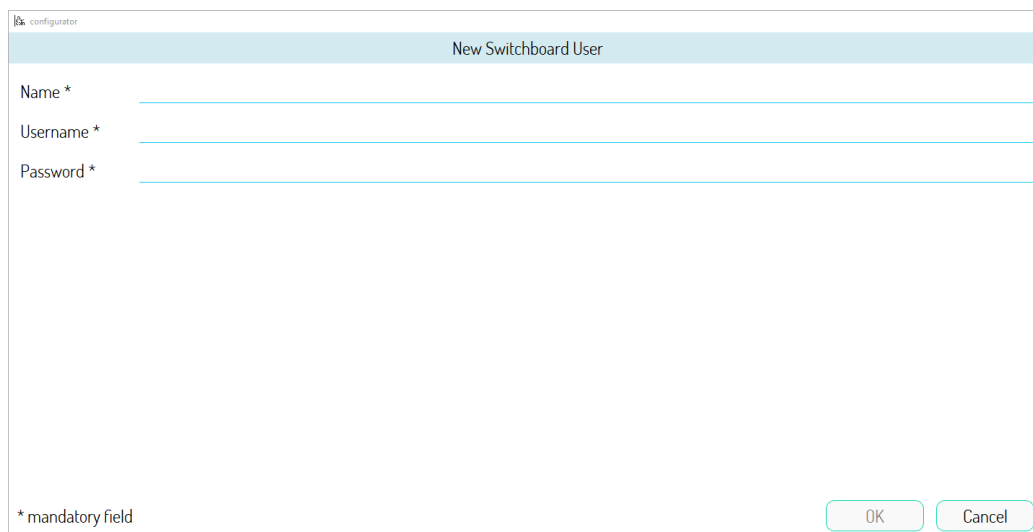 configurator
New Switchboard User
Name *
Username *
Password *
* mandatory field
OK
Cancel